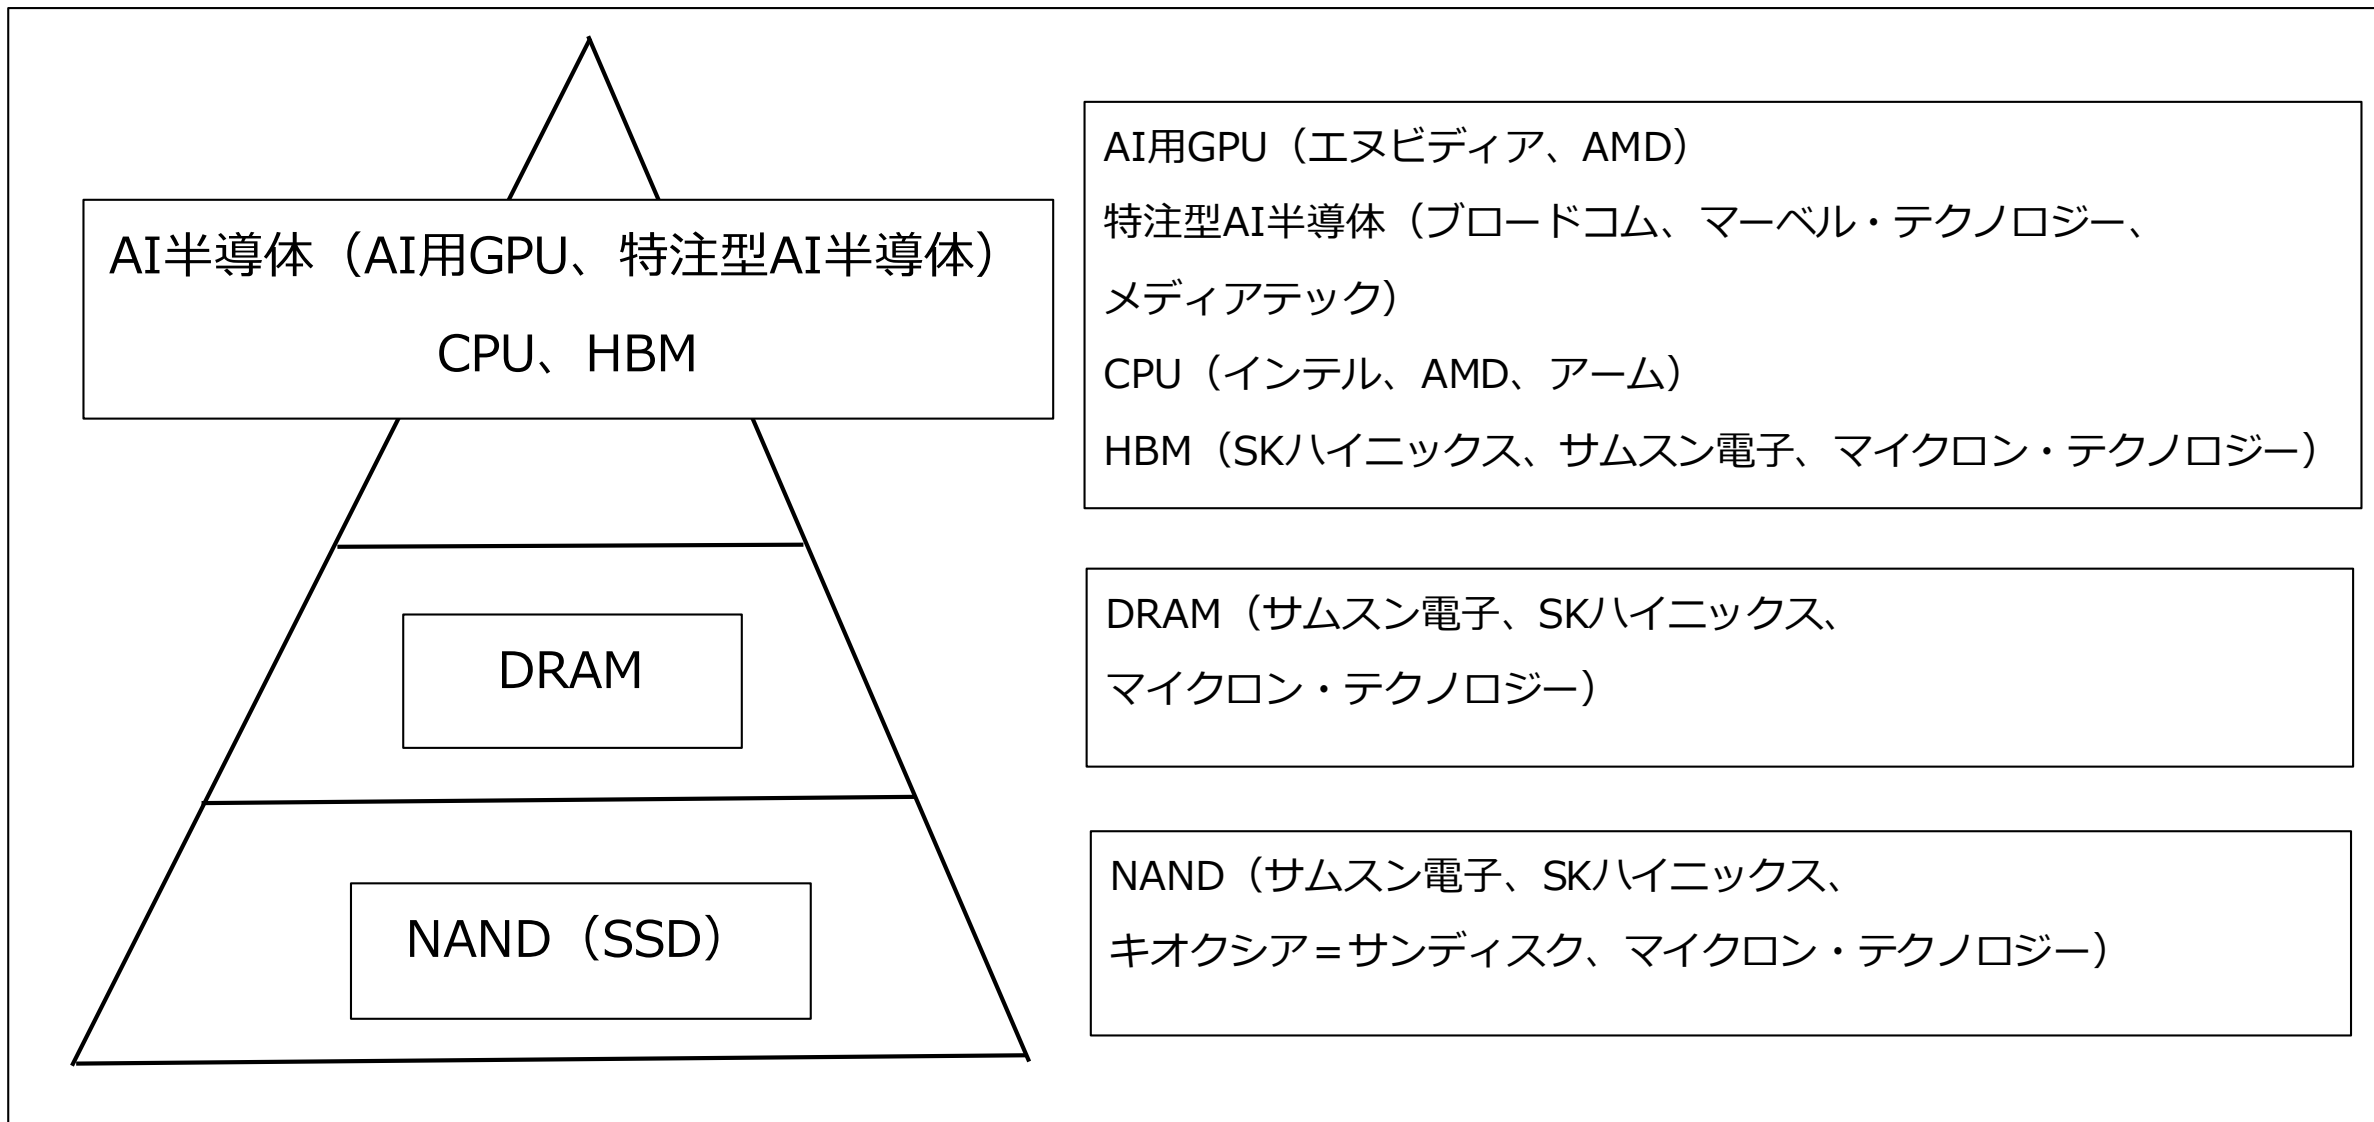 AI半導体（AI用GPU、特注型AI半導体）
CPU、HBM
DRAM
NAND（SSD）
AI用GPU（エヌビディア、AMD）
特注型AI半導体（ブロードコム、マーベル・テクノロジー、
メディアテック）
CPU（インテル、AMD、アーム）
HBM（SKハイニックス、サムスン電子、マイクロン・テクノロジー）
DRAM（サムスン電子、SKハイニックス、
マイクロン・テクノロジー）
NAND（サムスン電子、SKハイニックス、
キオクシア＝サンディスク、マイクロン・テクノロジー）